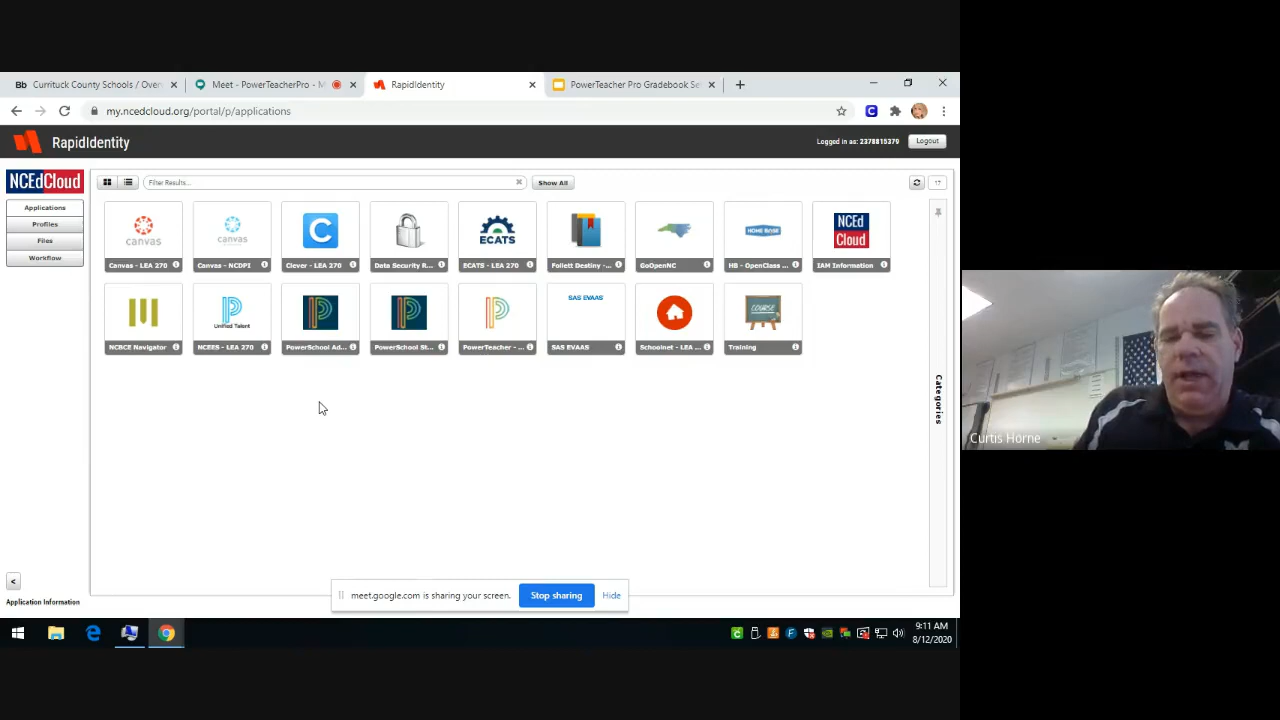 Bb Currituck County Schools / Over
Meet - PowerTeacherPro - M
RapidIdentity
PowerTeacher Pro Gradebook Se
my.ncedcloud.org/portal/p/applications
RapidIdentity
Logged in as: 2378815379
Logout
NCEdCloud
Applications
Profiles
Files
Workflow
Filter Results...
Show All
17
canvas
canvas
C
ECATS
HOME BASE
NCEd
Cloud
Canvas - LEA 270
Canvas - NCDPI
Clever - LEA 270
Data Security R...
ECATS - LEA 270
Follett Destiny -...
GoOpenNC
HB - OpenClass ...
IAM Information
Unified Talent
SAS EVAAS
COURSE
NCBCE Navigator
NCEES - LEA 270
PowerSchool Ad...
PowerSchool St...
PowerTeacher - ...
SAS EVAAS
Schoolnet - LEA ...
Training
Categories
Curtis Horne
<
Application Information
meet.google.com is sharing your screen.
Stop sharing
Hide
9:11 AM
8/12/2020